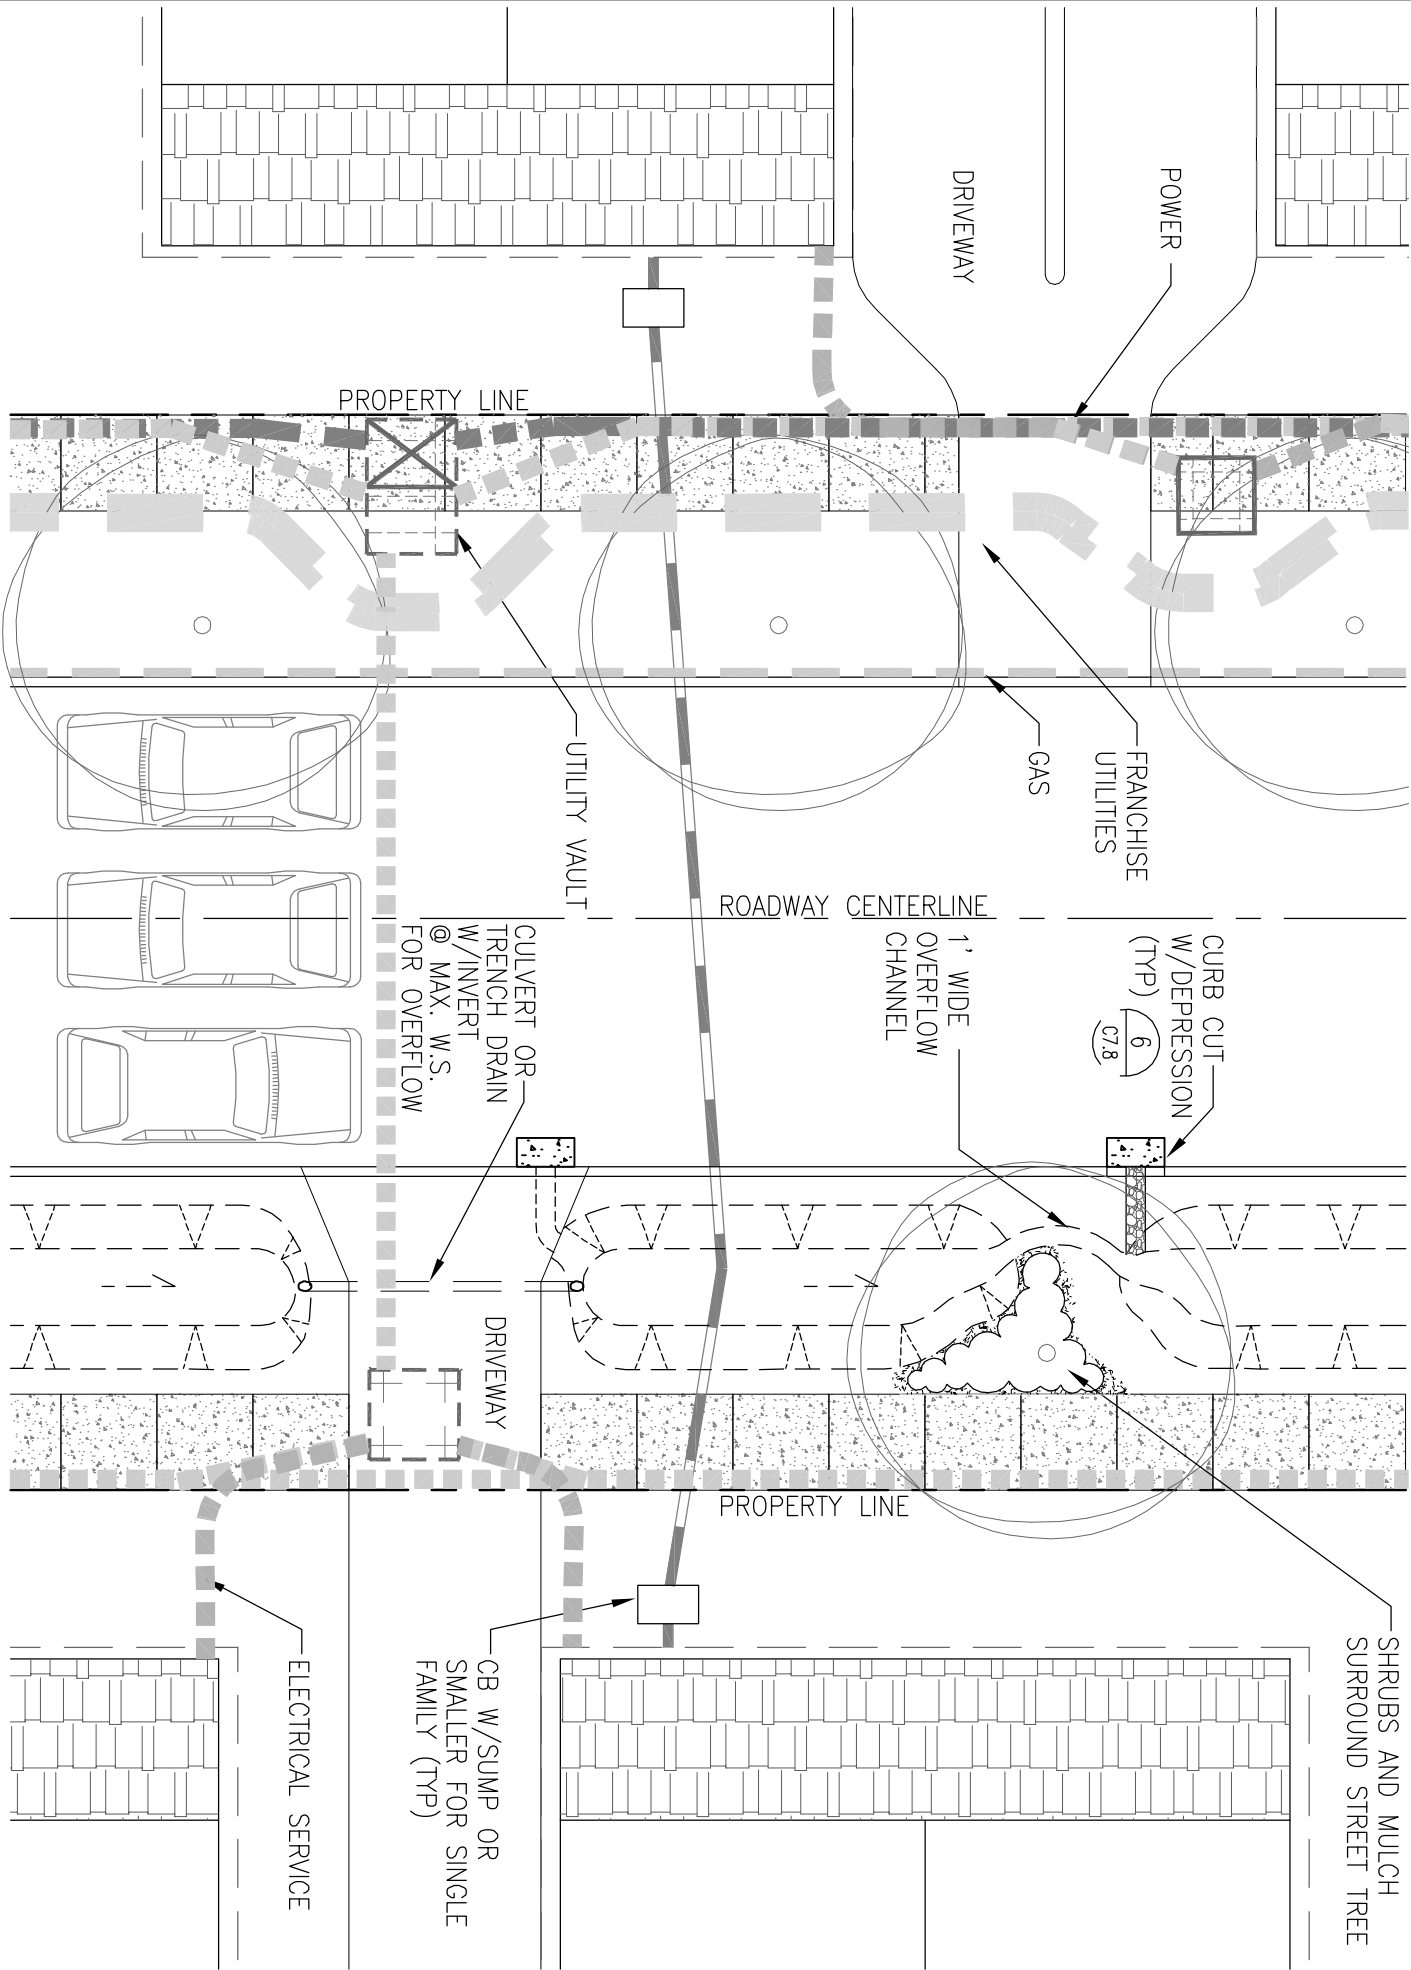 POWER
DRIVEWAY
PROPERTY LINE
FRANCHISE
UTILITIES
GAS
UTILITY VAULT
ROADWAY CENTERLINE
CURB CUT
W/DEPRESSION
(TYP)
6
C7.8
1' WIDE
OVERFLOW
CHANNEL
CULVERT OR
TRENCH DRAIN
W/INVERT
@ MAX. W.S.
FOR OVERFLOW
DRIVEWAY
PROPERTY LINE
SHRUBS AND MULCH
SURROUND STREET TREE
CB W/SUMP OR
SMALLER FOR SINGLE
FAMILY (TYP)
ELECTRICAL SERVICE